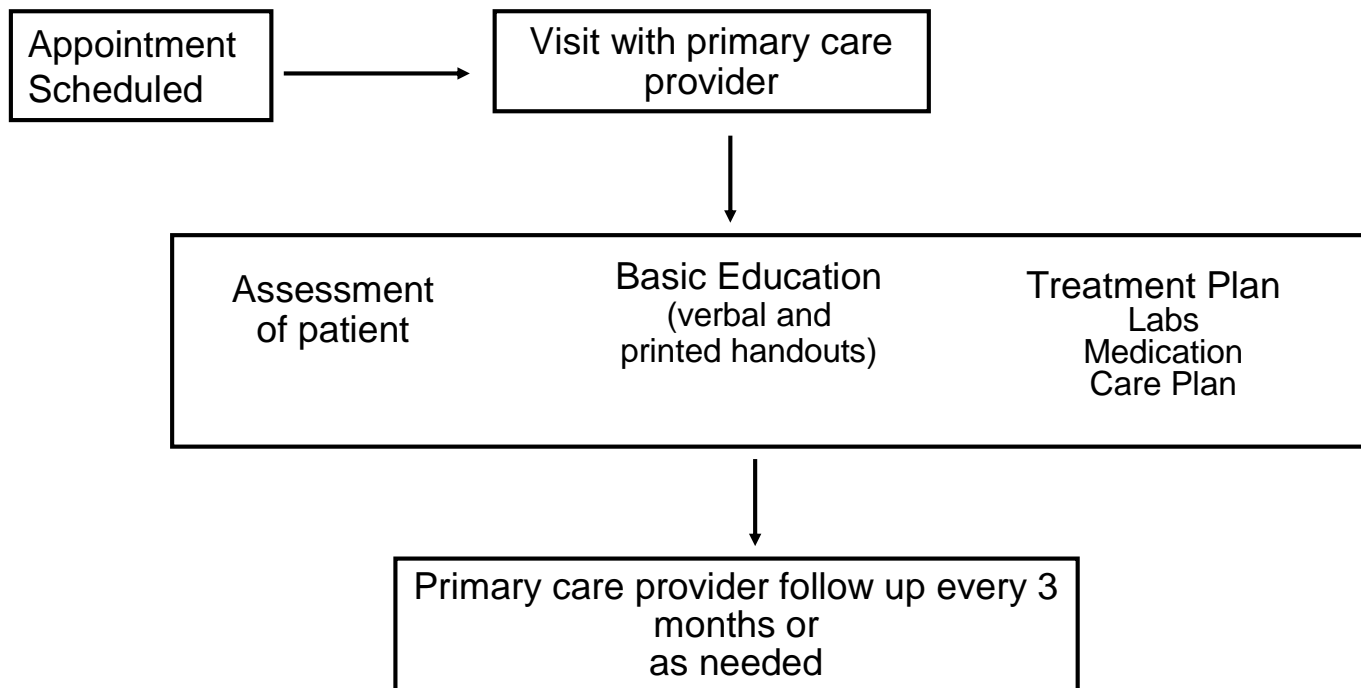 Appointment
Scheduled
Visit with primary care
provider
Assessment
of patient
Basic Education
(verbal and
printed handouts)
Treatment Plan
Labs
Medication
Care Plan
Primary care provider follow up every 3
months or
as needed